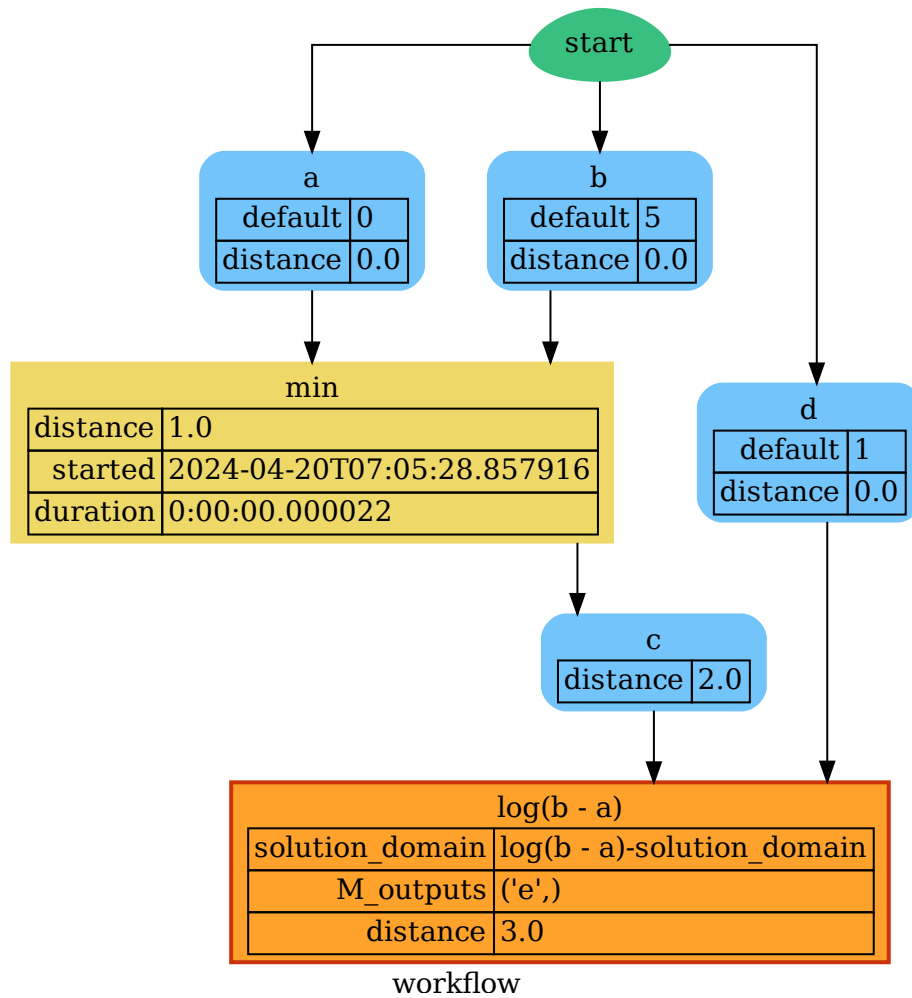 start
a
default 0
distance 0.0
b
default 5
distance 0.0
min
distance 1.0
started 2024-04-20T07:05:28.857916
duration 0:00:00.000022
d
default 1
distance 0.0
c
distance 2.0
log(b - a)
solution_domain log(b - a)-solution_domain
M_outputs ('e',)
distance 3.0
workflow